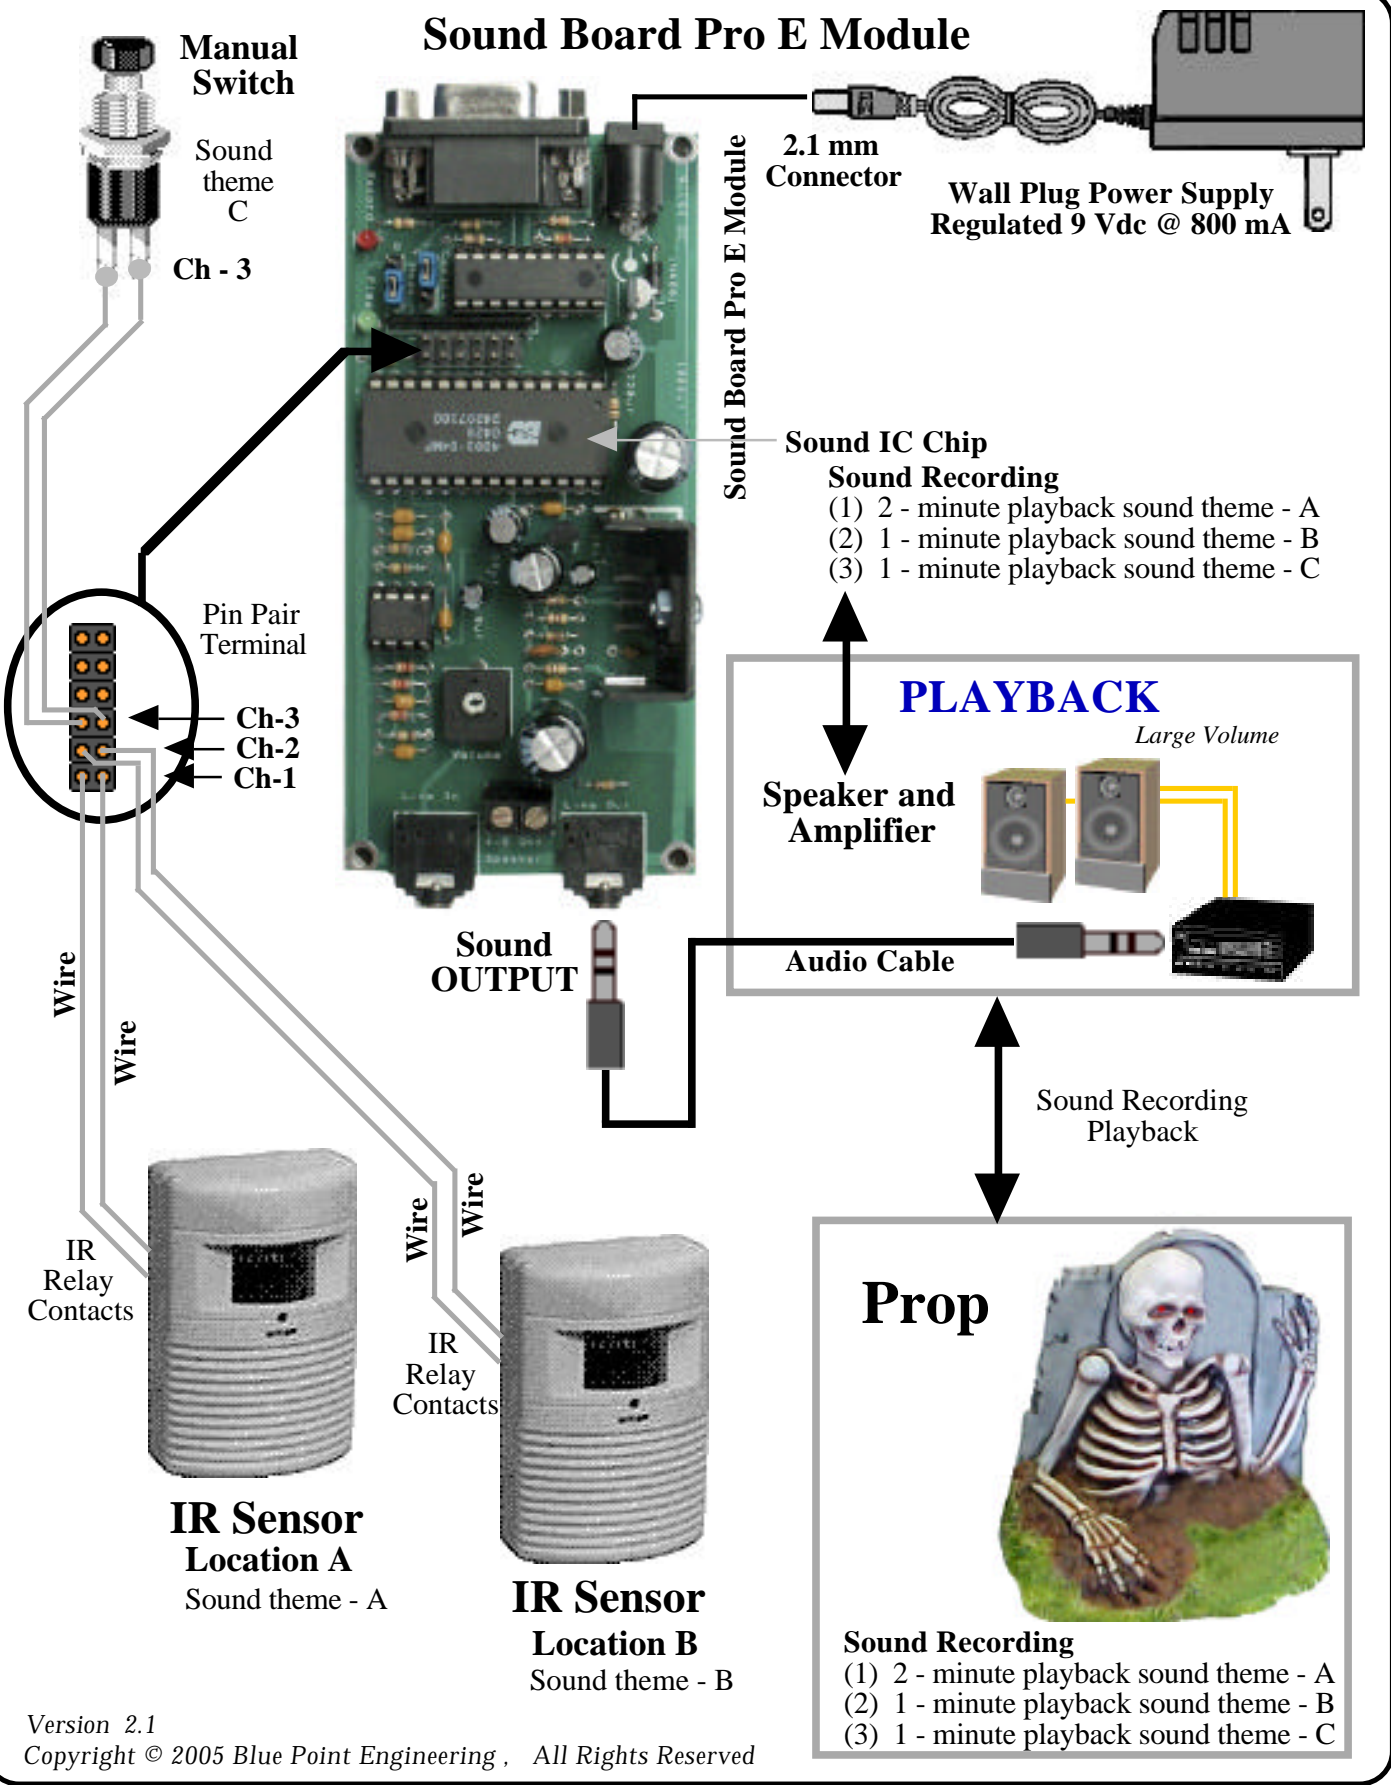 Sound Board Pro E Module
Manual
Switch
Sound
theme
C
Ch - 3
2.1 mm
Connector
Wall Plug Power Supply
Regulated 9 Vdc @ 800 mA
Sound Board Pro E Module
Sound IC Chip
Sound Recording
(1) 2 - minute playback sound theme - A
(2) 1 - minute playback sound theme - B
(3) 1 - minute playback sound theme - C
Pin Pair
Terminal
Ch-3
Ch-2
Ch-1
Volume
Line In
Line Out
Speaker
PLAYBACK
Large Volume
Speaker and
Amplifier
Audio Cable
Sound
OUTPUT
Wire
Wire
Sound Recording
Playback
Wire
Wire
IR
Relay
Contacts
IR
Relay
Contacts
Prop
IR Sensor
Location A
Sound theme - A
IR Sensor
Location B
Sound theme - B
Sound Recording
(1) 2 - minute playback sound theme - A
(2) 1 - minute playback sound theme - B
(3) 1 - minute playback sound theme - C
Version 2.1
Copyright © 2005 Blue Point Engineering , All Rights Reserved